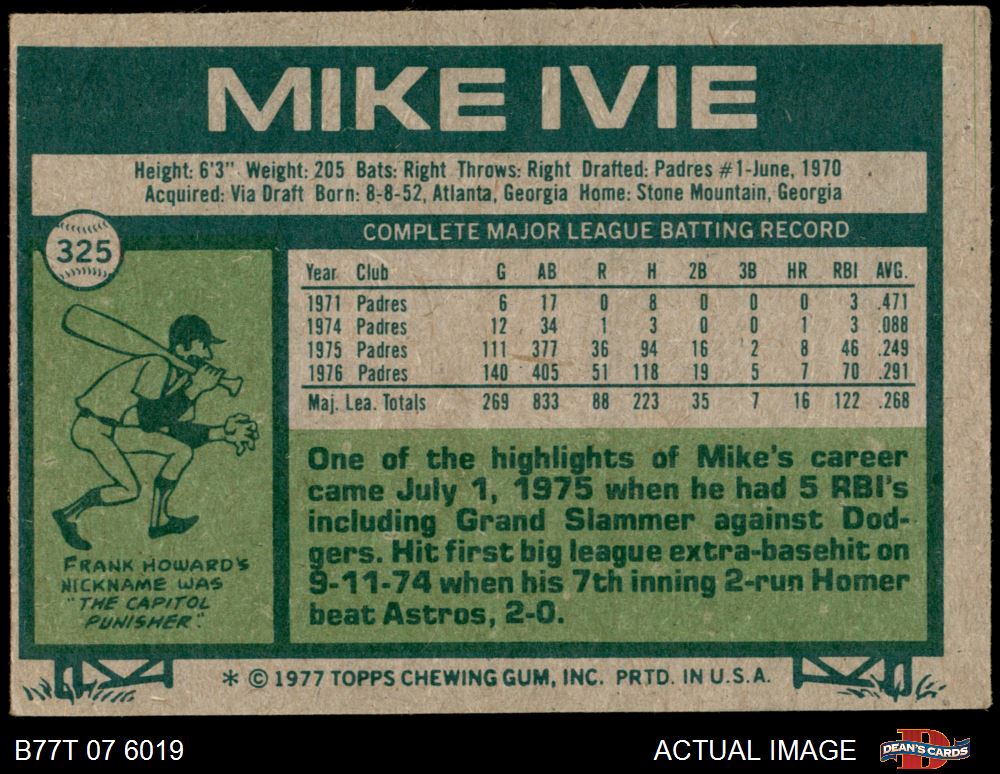 MIKE IVIE
Height: 6'3" Weight: 205 Bats: Right Throws: Right Drafted: Padres #1-June, 1970
Acquired: Via Draft Born: 8-8-52, Atlanta, Georgia Home: Stone Mountain, Georgia
325
COMPLETE MAJOR LEAGUE BATTING RECORD
Year Club G AB R H 2B 3B HR RBI AVG.
1971 Padres 6 17 0 8 0 0 0 3 .471
1974 Padres 12 34 1 3 0 0 1 3 .088
1975 Padres 111 377 36 94 16 2 8 46 .249
1976 Padres 140 405 51 118 19 5 7 70 .291
Maj. Lea. Totals 269 833 88 223 35 7 16 122 .268
FRANK HOWARD'S
NICKNAME WAS
"THE CAPITOL
PUNISHER".
One of the highlights of Mike's career
came July 1, 1975 when he had 5 RBI's
including Grand Slammer against Dod-
gers. Hit first big league extra-basehit on
9-11-74 when his 7th inning 2-run Homer
beat Astros, 2-0.
* © 1977 TOPPS CHEWING GUM, INC. PRTD. IN U.S.A.
B77T 07 6019
ACTUAL IMAGE
DEAN'S CARDS